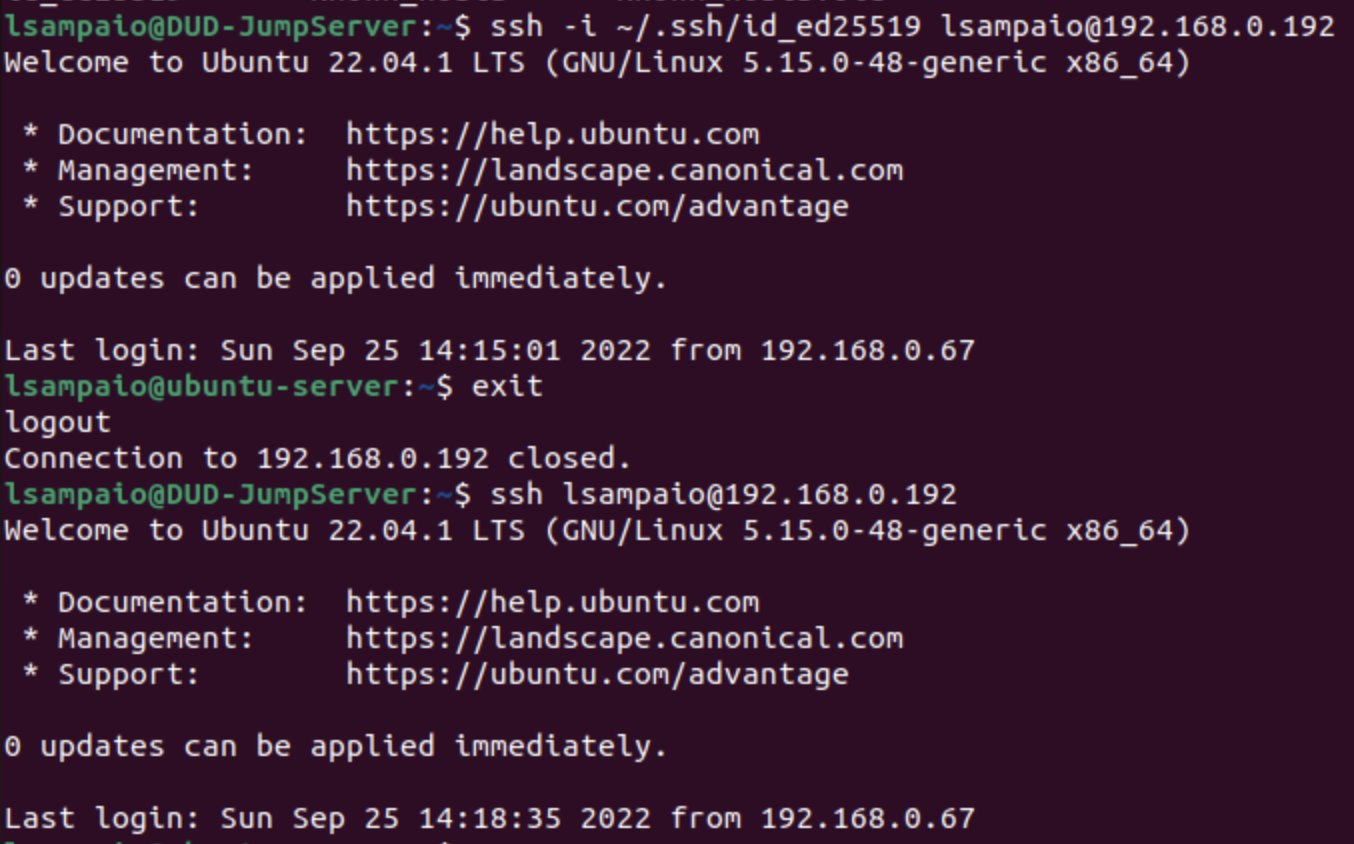 lsampaio@DUD-JumpServer:~$ ssh -i ~/.ssh/id_ed25519 lsampaio@192.168.0.192
Welcome to Ubuntu 22.04.1 LTS (GNU/Linux 5.15.0-48-generic x86_64)
* Documentation:  https://help.ubuntu.com
* Management:     https://landscape.canonical.com
* Support:        https://ubuntu.com/advantage
0 updates can be applied immediately.
Last login: Sun Sep 25 14:15:01 2022 from 192.168.0.67
lsampaio@ubuntu-server:~$ exit
logout
Connection to 192.168.0.192 closed.
lsampaio@DUD-JumpServer:~$ ssh lsampaio@192.168.0.192
Welcome to Ubuntu 22.04.1 LTS (GNU/Linux 5.15.0-48-generic x86_64)
* Documentation:  https://help.ubuntu.com
* Management:     https://landscape.canonical.com
* Support:        https://ubuntu.com/advantage
0 updates can be applied immediately.
Last login: Sun Sep 25 14:18:35 2022 from 192.168.0.67